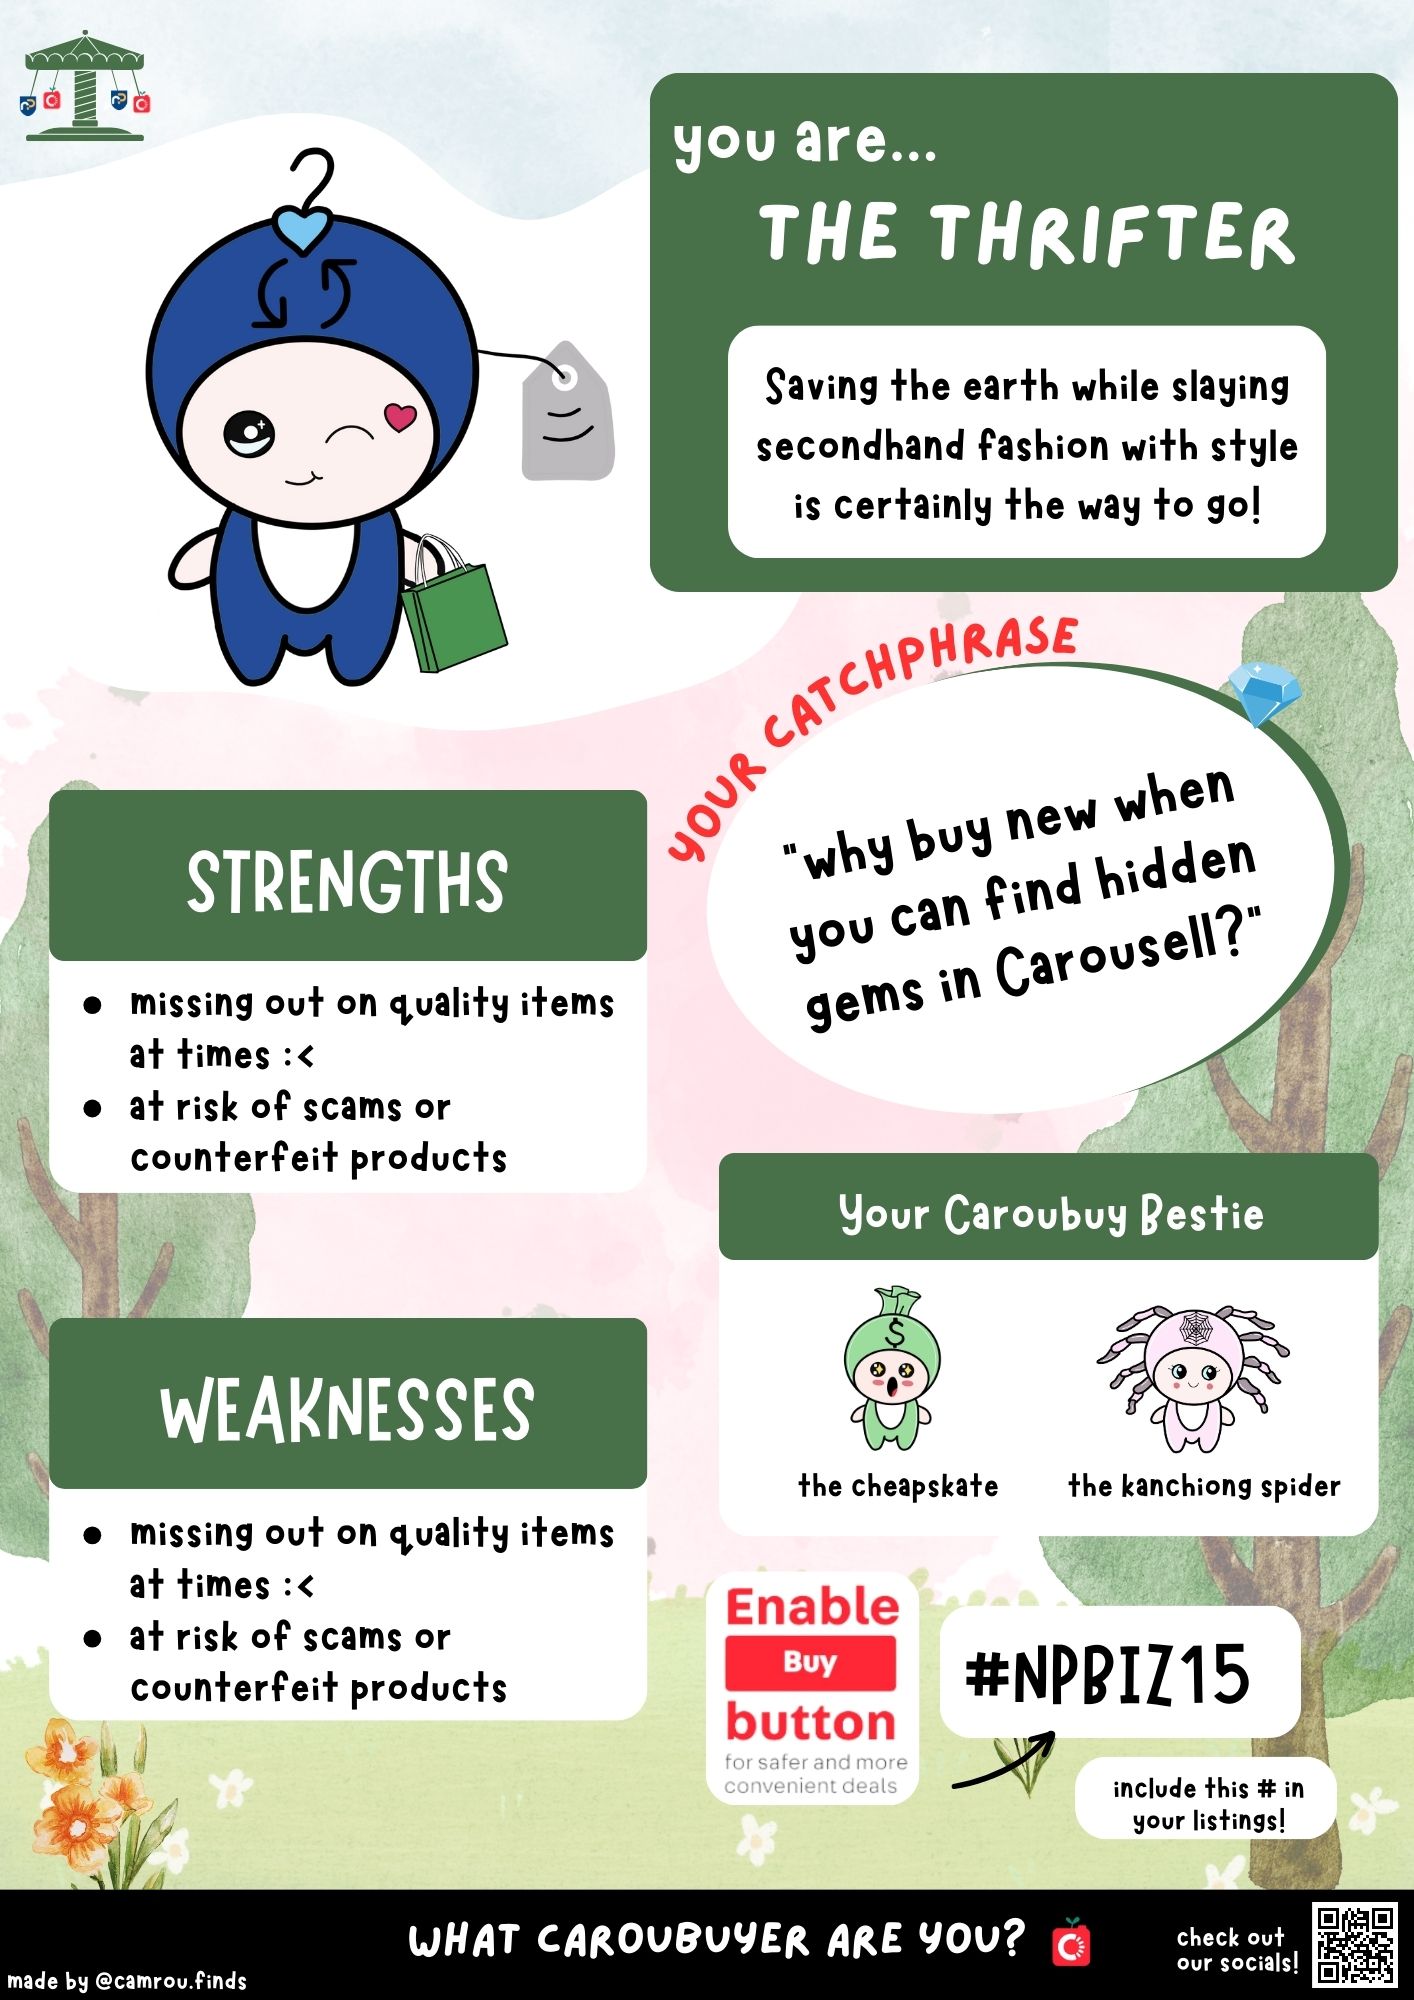 you are...
THE THRIFTER
Saving the earth while slaying
secondhand fashion with style
is certainly the way to go!
YOUR CATCHPHRASE
"why buy new when
you can find hidden
gems in Carousell?"
STRENGTHS
• missing out on quality items
at times :<
• at risk of scams or
counterfeit products
WEAKNESSES
• missing out on quality items
at times :<
• at risk of scams or
counterfeit products
Your Caroubuy Bestie
$
the cheapskate
the kanchiong spider
Enable
Buy
button
for safer and more
convenient deals
#NPBIZ15
include this # in
your listings!
WHAT CAROUBUYER ARE YOU?
check out
our socials!
made by @camrou.finds